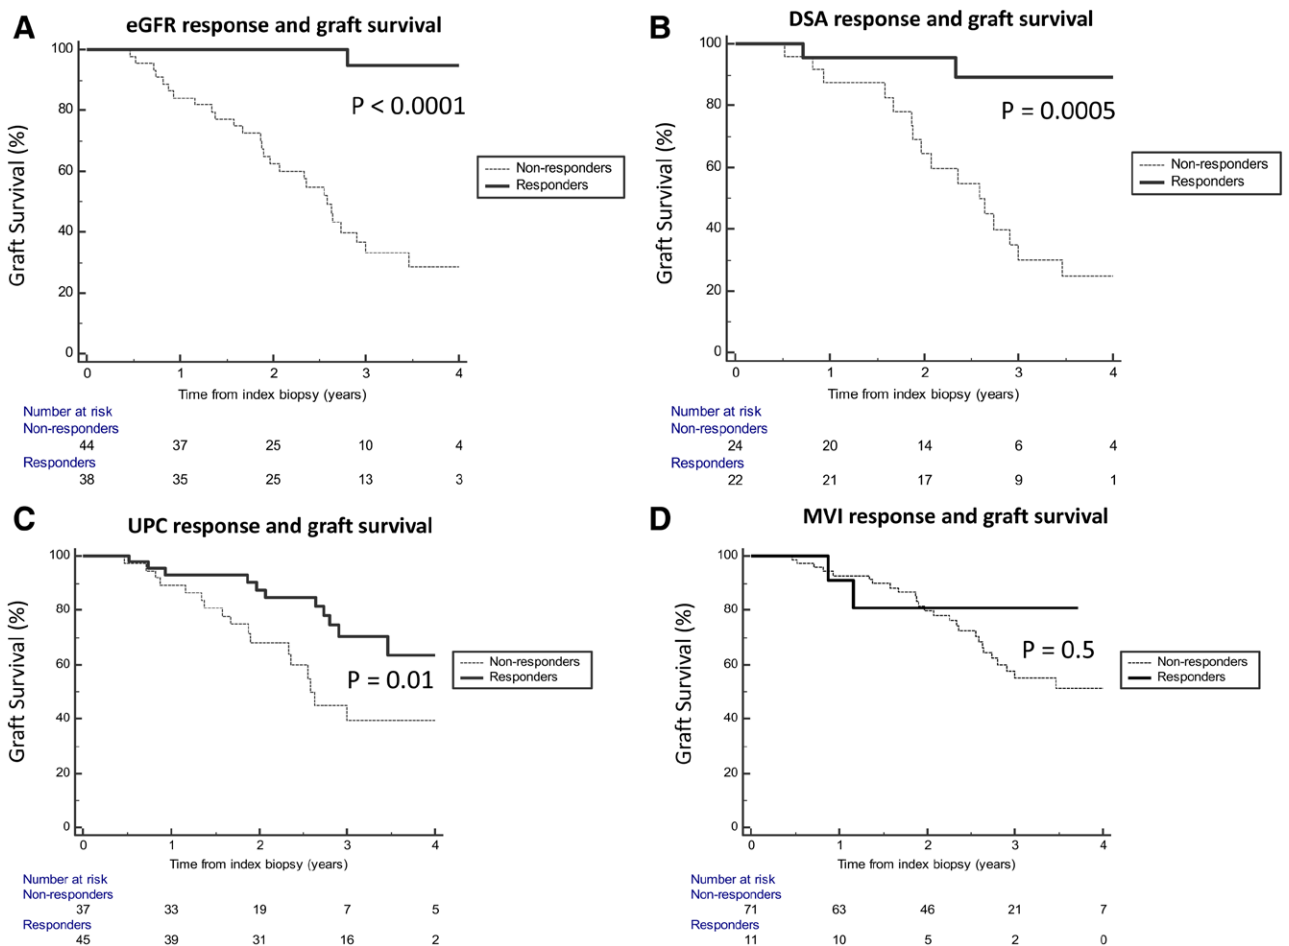 A
eGFR response and graft survival
Graft Survival (%)
100
80
60
40
20
0
P < 0.0001
Non-responders
Responders
0 1 2 3 4
Time from index biopsy (years)
Number at risk
Non-responders
44 37 25 10 4
Responders
38 35 25 13 3
B
DSA response and graft survival
Graft Survival (%)
100
80
60
40
20
0
P = 0.0005
Non-responders
Responders
0 1 2 3 4
Time from index biopsy (years)
Number at risk
Non-responders
24 20 14 6 4
Responders
22 21 17 9 1
C
UPC response and graft survival
Graft Survival (%)
100
80
60
40
20
0
P = 0.01
Non-responders
Responders
0 1 2 3 4
Time from index biopsy (years)
Number at risk
Non-responders
37 33 19 7 5
Responders
45 39 31 16 2
D
MVI response and graft survival
Graft Survival (%)
100
80
60
40
20
0
P = 0.5
Non-responders
Responders
0 1 2 3 4
Time from index biopsy (years)
Number at risk
Non-responders
71 63 46 21 7
Responders
11 10 5 2 0